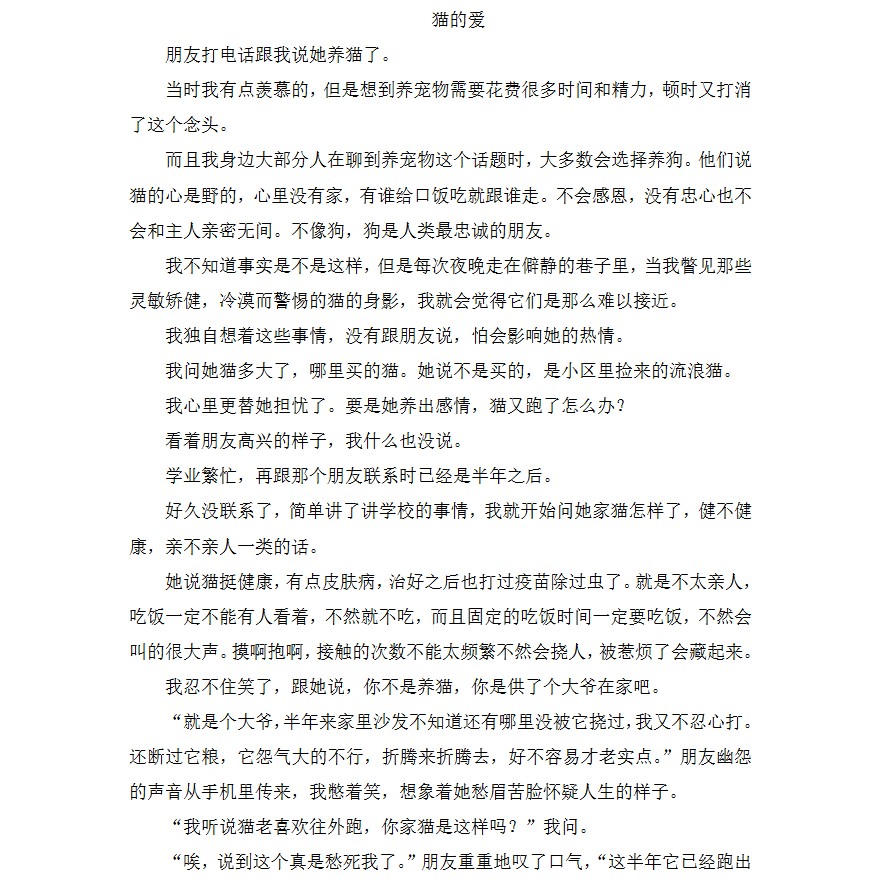 猫的爱
朋友打电话跟我说她养猫了。
当时我有点羡慕的，但是想到养宠物需要花费很多时间和精力，顿时又打消
了这个念头。
而且我身边大部分人在聊到养宠物这个话题时，大多数会选择养狗。他们说
猫的心是野的，心里没有家，有谁给口饭吃就跟谁走。不会感恩，没有忠心也不
会和主人亲密无间。不像狗，狗是人类最忠诚的朋友。
我不知道事实是不是这样，但是每次夜晚走在僻静的巷子里，当我瞥见那些
灵敏矫健，冷漠而警惕的猫的身影，我就会觉得它们是那么难以接近。
我独自想着这些事情，没有跟朋友说，怕会影响她的热情。
我问她猫多大了，哪里买的猫。她说不是买的，是小区里捡来的流浪猫。
我心里更替她担忧了。要是她养出感情，猫又跑了怎么办？
看着朋友高兴的样子，我什么也没说。
学业繁忙，再跟那个朋友联系时已经是半年之后。
好久没联系了，简单讲了讲学校的事情，我就开始问她家猫怎样了，健不健
康，亲不亲人一类的话。
她说猫挺健康，有点皮肤病，治好之后也打过疫苗除过虫了。就是不太亲人，
吃饭一定不能有人看着，不然就不吃，而且固定的吃饭时间一定要吃饭，不然会
叫的很大声。摸啊抱啊，接触的次数不能太频繁不然会挠人，被惹烦了会藏起来。
我忍不住笑了，跟她说，你不是养猫，你是供了个大爷在家吧。
“就是个大爷，半年来家里沙发不知道还有哪里没被它挠过，我又不忍心打。
还断过它粮，它怨气大的不行，折腾来折腾去，好不容易才老实点。”朋友幽怨
的声音从手机里传来，我憋着笑，想象着她愁眉苦脸怀疑人生的样子。
“我听说猫老喜欢往外跑，你家猫是这样吗？”我问。
“唉，说到这个真是愁死我了。”朋友重重地叹了口气，“这半年它已经跑出